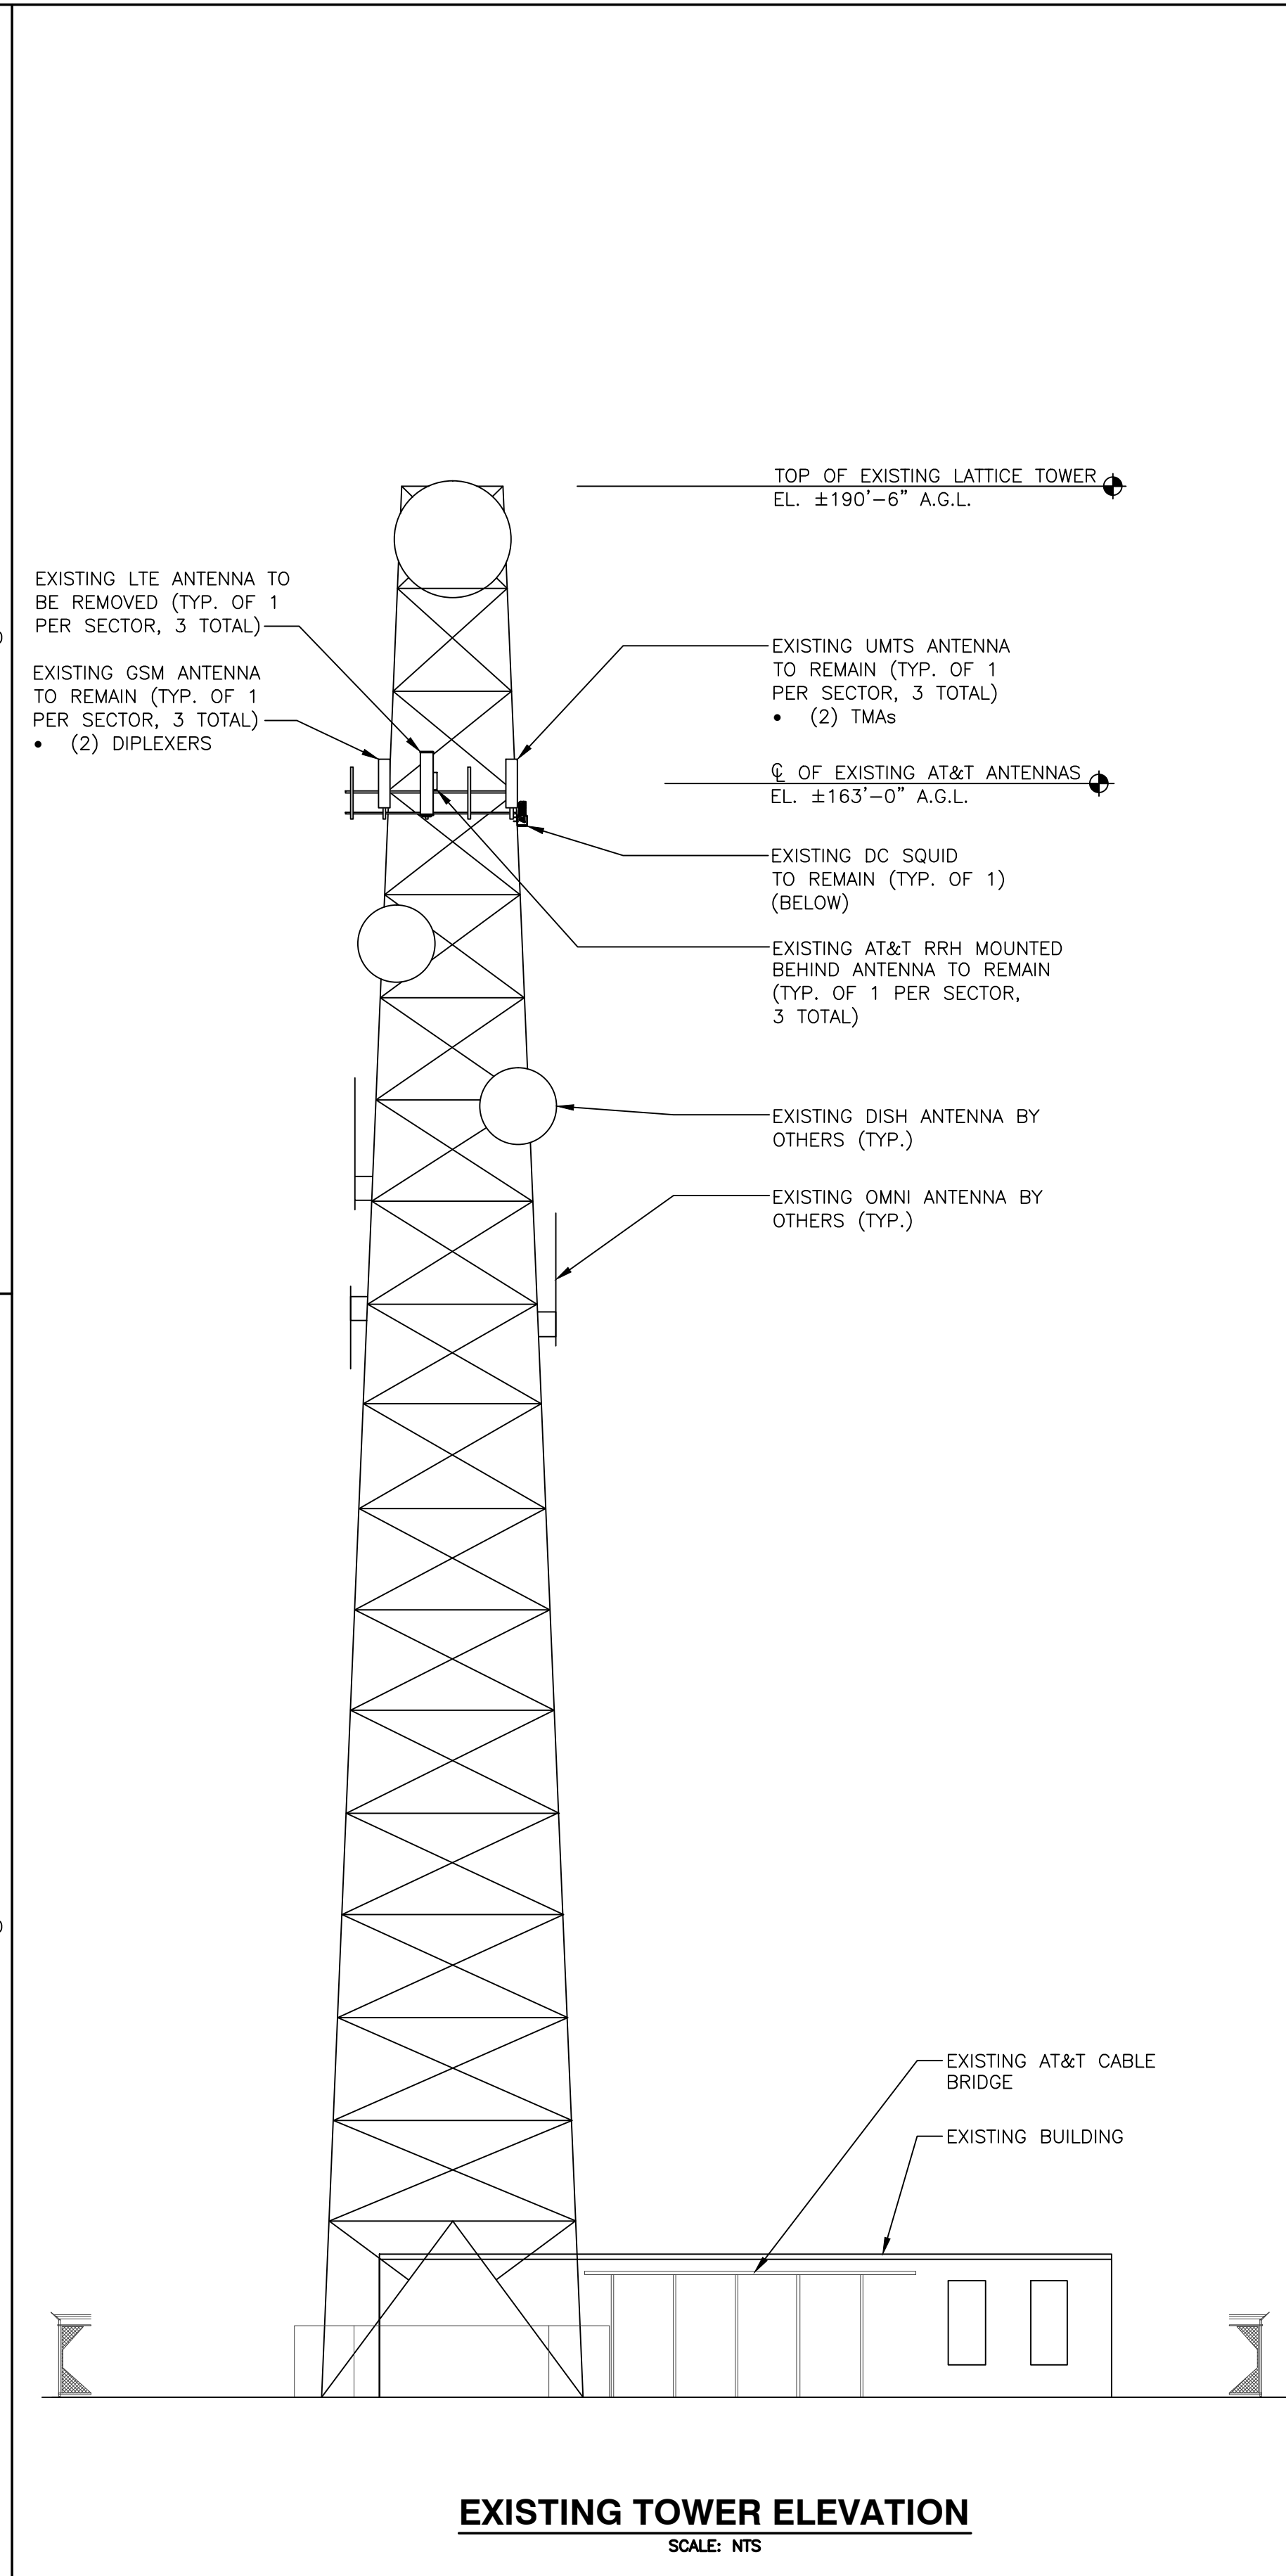 TOP OF EXISTING LATTICE TOWER
EL. ±190'-6" A.G.L.
EXISTING LTE ANTENNA TO
BE REMOVED (TYP. OF 1
PER SECTOR, 3 TOTAL)
EXISTING GSM ANTENNA
TO REMAIN (TYP. OF 1
PER SECTOR, 3 TOTAL)
• (2) DIPLEXERS
EXISTING UMTS ANTENNA
TO REMAIN (TYP. OF 1
PER SECTOR, 3 TOTAL)
• (2) TMAs
℄ OF EXISTING AT&T ANTENNAS
EL. ±163'-0" A.G.L.
EXISTING DC SQUID
TO REMAIN (TYP. OF 1)
(BELOW)
EXISTING AT&T RRH MOUNTED
BEHIND ANTENNA TO REMAIN
(TYP. OF 1 PER SECTOR,
3 TOTAL)
EXISTING DISH ANTENNA BY
OTHERS (TYP.)
EXISTING OMNI ANTENNA BY
OTHERS (TYP.)
EXISTING AT&T CABLE
BRIDGE
EXISTING BUILDING
EXISTING TOWER ELEVATION
SCALE: NTS